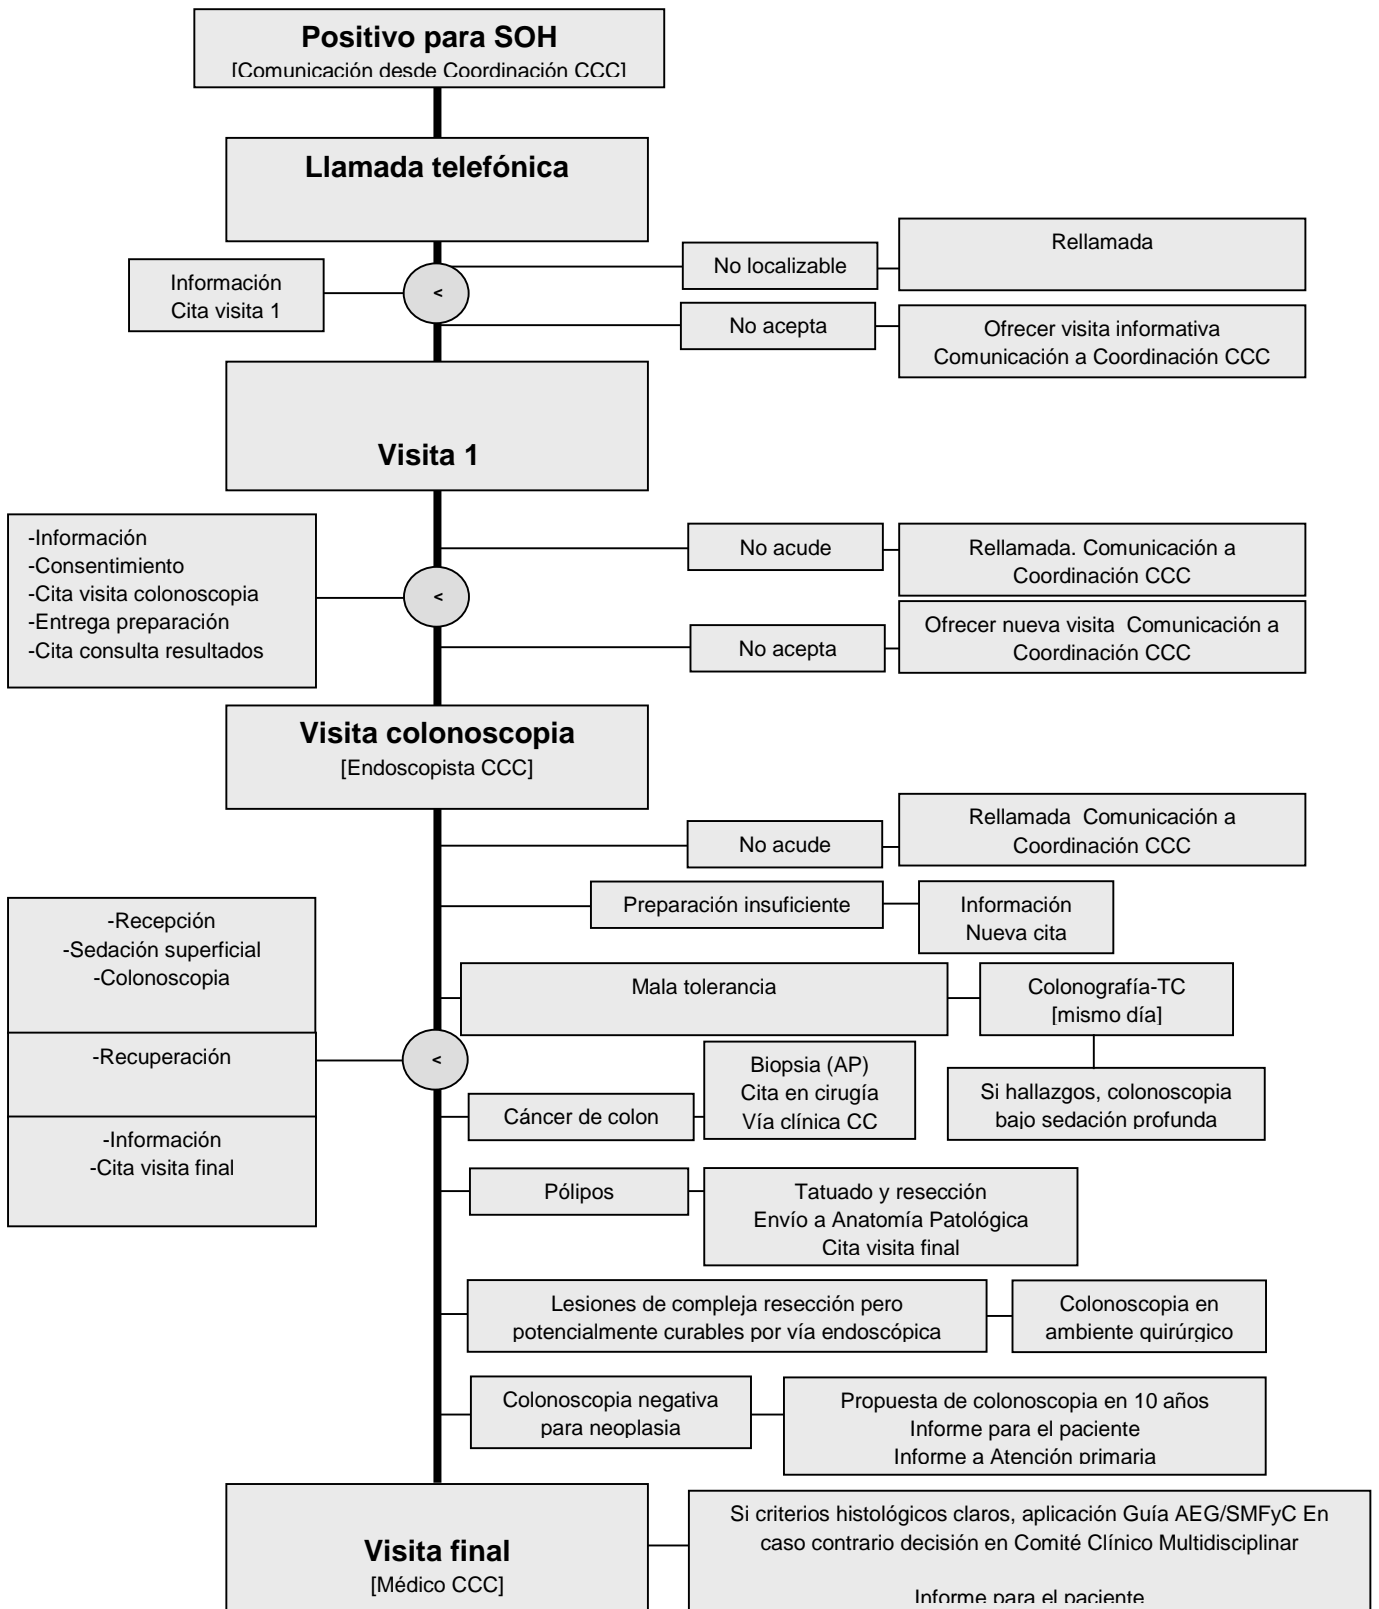 Positivo para SOH
[Comunicación desde Coordinación CCC]
Llamada telefónica
Información
Cita visita 1
<
No localizable
Rellamada
No acepta
Ofrecer visita informativa
Comunicación a Coordinación CCC
Visita 1
-Información
-Consentimiento
-Cita visita colonoscopia
-Entrega preparación
-Cita consulta resultados
<
No acude
Rellamada. Comunicación a
Coordinación CCC
No acepta
Ofrecer nueva visita Comunicación a
Coordinación CCC
Visita colonoscopia
[Endoscopista CCC]
No acude
Rellamada Comunicación a
Coordinación CCC
Preparación insuficiente
Información
Nueva cita
-Recepción
-Sedación superficial
-Colonoscopia
-Recuperación
-Información
-Cita visita final
<
Mala tolerancia
Colonografía-TC
[mismo día]
Si hallazgos, colonoscopia
bajo sedación profunda
Cáncer de colon
Biopsia (AP)
Cita en cirugía
Vía clínica CC
Pólipos
Tatuado y resección
Envío a Anatomía Patológica
Cita visita final
Lesiones de compleja resección pero
potencialmente curables por vía endoscópica
Colonoscopia en
ambiente quirúrgico
Colonoscopia negativa
para neoplasia
Propuesta de colonoscopia en 10 años
Informe para el paciente
Informe a Atención primaria
Visita final
[Médico CCC]
Si criterios histológicos claros, aplicación Guía AEG/SMFyC En
caso contrario decisión en Comité Clínico Multidisciplinar
Informe para el paciente